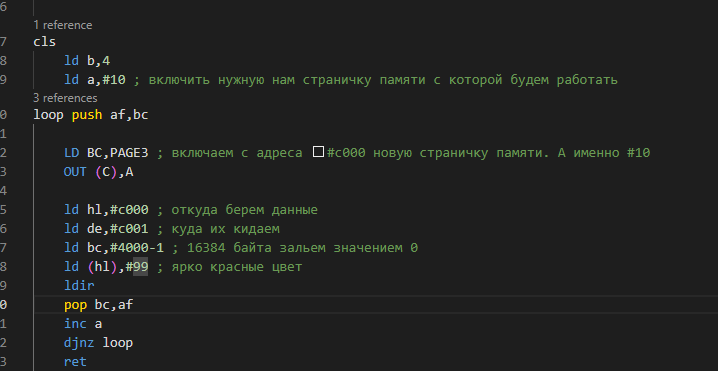 6
1 reference
7 cls
8 ld b,4
9 ld a,#10 ; включить нужную нам страничку памяти с которой будем работать
3 references
0 loop push af,bc
1
2 LD BC,PAGE3 ; включаем с адреса #c000 новую страничку памяти. А именно #10
3 OUT (C),A
4
5 ld hl,#c000 ; откуда берем данные
6 ld de,#c001 ; куда их кидаем
7 ld bc,#4000-1 ; 16384 байта зальем значением 0
8 ld (hl),#99 ; ярко красные цвет
9 ldir
0 pop bc,af
1 inc a
2 djnz loop
3 ret